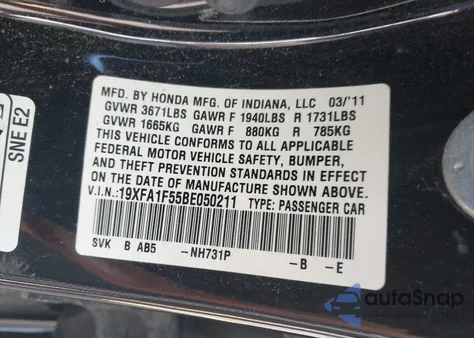 MFD. BY HONDA MFG. OF INDIANA, LLC 03/'11
GVWR 3671LBS GAWR F 1940LBS R 1731LBS
GVWR 1665KG GAWR F 880KG R 785KG
THIS VEHICLE CONFORMS TO ALL APPLICABLE
FEDERAL MOTOR VEHICLE SAFETY, BUMPER,
AND THEFT PREVENTION STANDARDS IN EFFECT
ON THE DATE OF MANUFACTURE SHOWN ABOVE.
V.I.N.:19XFA1F55BE050211 TYPE: PASSENGER CAR
SVK B AB5 -NH731P -B -E
SNE E2
autoSnap